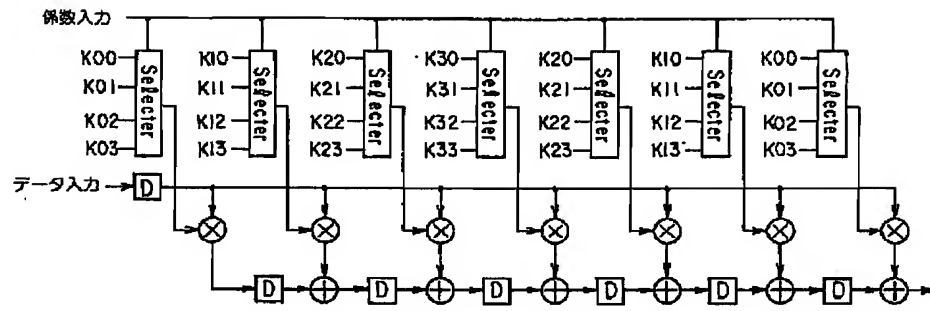 係数入力
K00 K10 K20 K30 K20 K10 K00
K01 K11 K21 K31 K21 K11 K01
K02 K12 K22 K32 K22 K12 K02
K03 K13 K23 K33 K23 K13 K03
Selecter Selecter Selecter Selecter Selecter Selecter Selecter
データ入力 D
D D D D D D